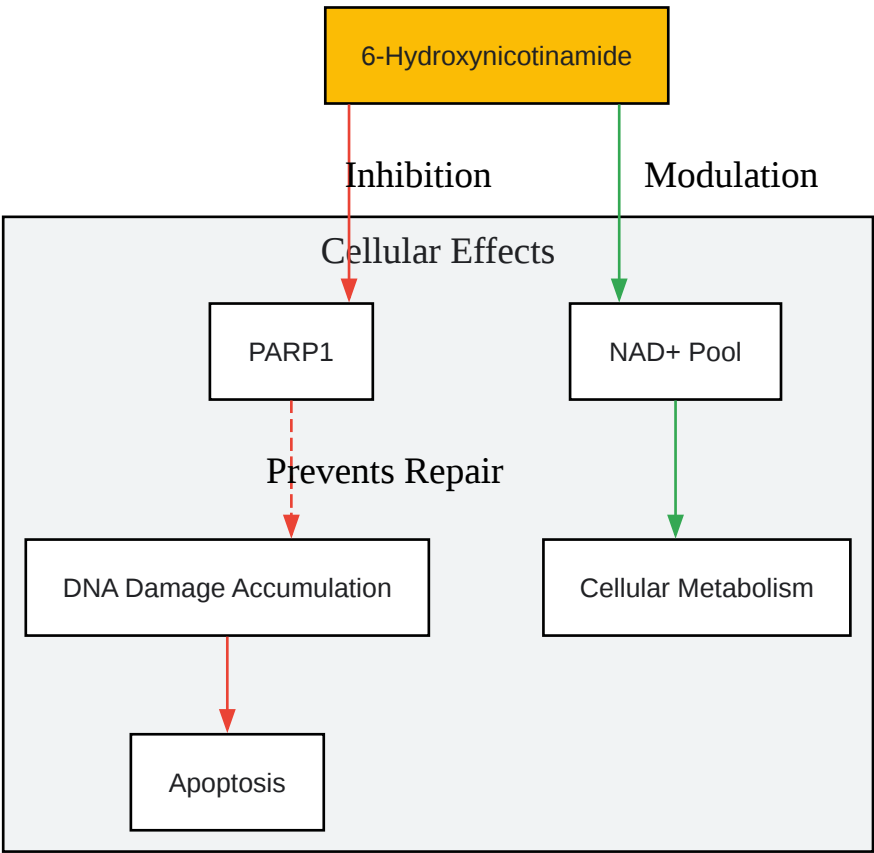 6-Hydroxynicotinamide
Inhibition
Modulation
Cellular Effects
PARP1
NAD+ Pool
Prevents Repair
DNA Damage Accumulation
Cellular Metabolism
Apoptosis